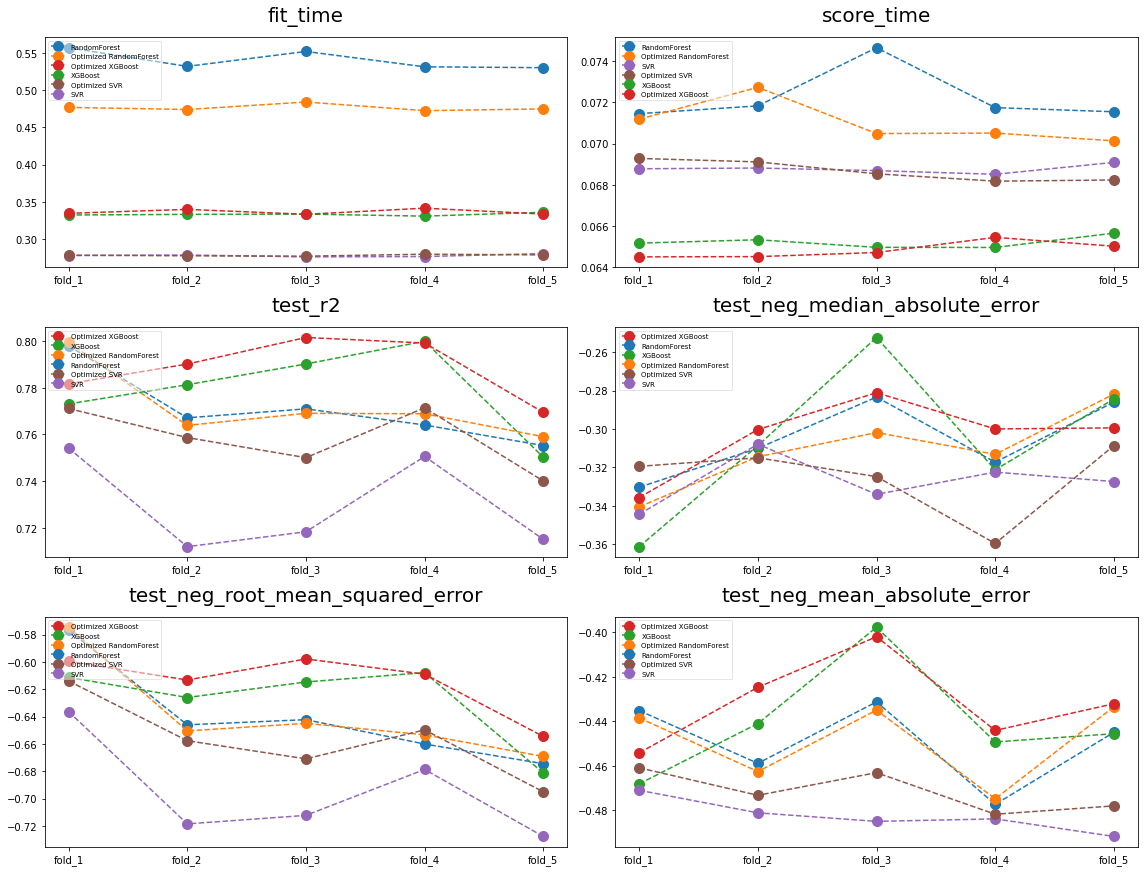 fit_time
RandomForest
Optimized RandomForest
Optimized XGBoost
XGBoost
Optimized SVR
SVR
0.55
0.50
0.45
0.40
0.35
0.30
fold_1 fold_2 fold_3 fold_4 fold_5
score_time
RandomForest
Optimized RandomForest
SVR
Optimized SVR
XGBoost
Optimized XGBoost
0.074
0.072
0.070
0.068
0.066
0.064
fold_1 fold_2 fold_3 fold_4 fold_5
test_r2
Optimized XGBoost
XGBoost
Optimized RandomForest
RandomForest
Optimized SVR
SVR
0.80
0.78
0.76
0.74
0.72
fold_1 fold_2 fold_3 fold_4 fold_5
test_neg_median_absolute_error
Optimized XGBoost
RandomForest
XGBoost
Optimized RandomForest
Optimized SVR
SVR
−0.26
−0.28
−0.30
−0.32
−0.34
−0.36
fold_1 fold_2 fold_3 fold_4 fold_5
test_neg_root_mean_squared_error
Optimized XGBoost
XGBoost
Optimized RandomForest
RandomForest
Optimized SVR
SVR
−0.58
−0.60
−0.62
−0.64
−0.66
−0.68
−0.70
−0.72
fold_1 fold_2 fold_3 fold_4 fold_5
test_neg_mean_absolute_error
Optimized XGBoost
XGBoost
Optimized RandomForest
RandomForest
Optimized SVR
SVR
−0.40
−0.42
−0.44
−0.46
−0.48
fold_1 fold_2 fold_3 fold_4 fold_5